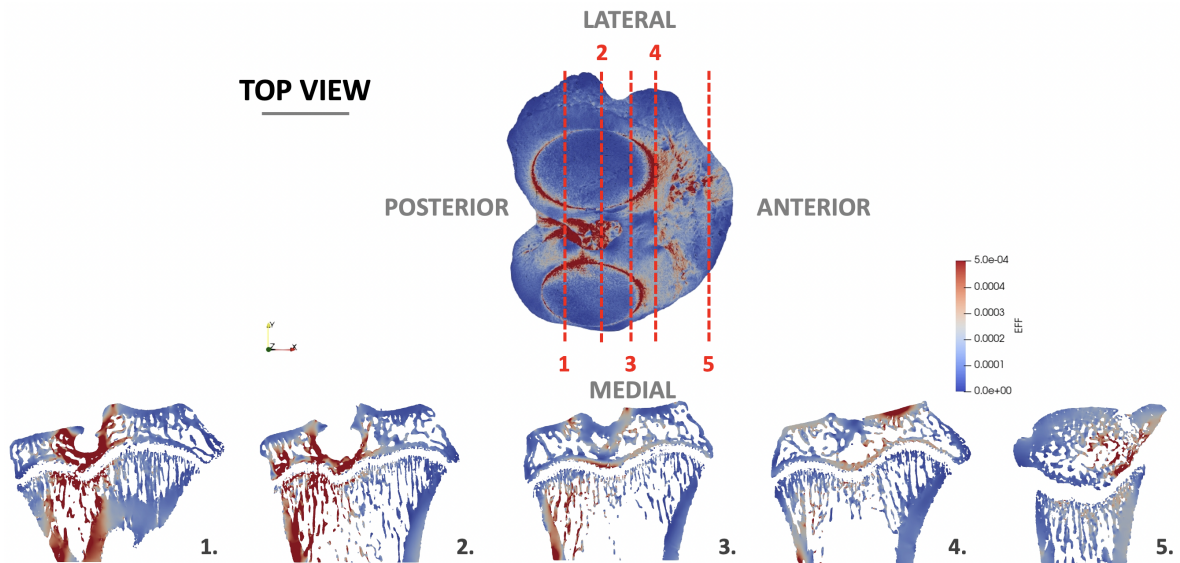 LATERAL
2 4
TOP VIEW
POSTERIOR
ANTERIOR
5.0e-04
0.0004
0.0003
0.0002
0.0001
0.0e+00
EFF
Y
Z X
1 3 5
MEDIAL
1. 2. 3. 4. 5.